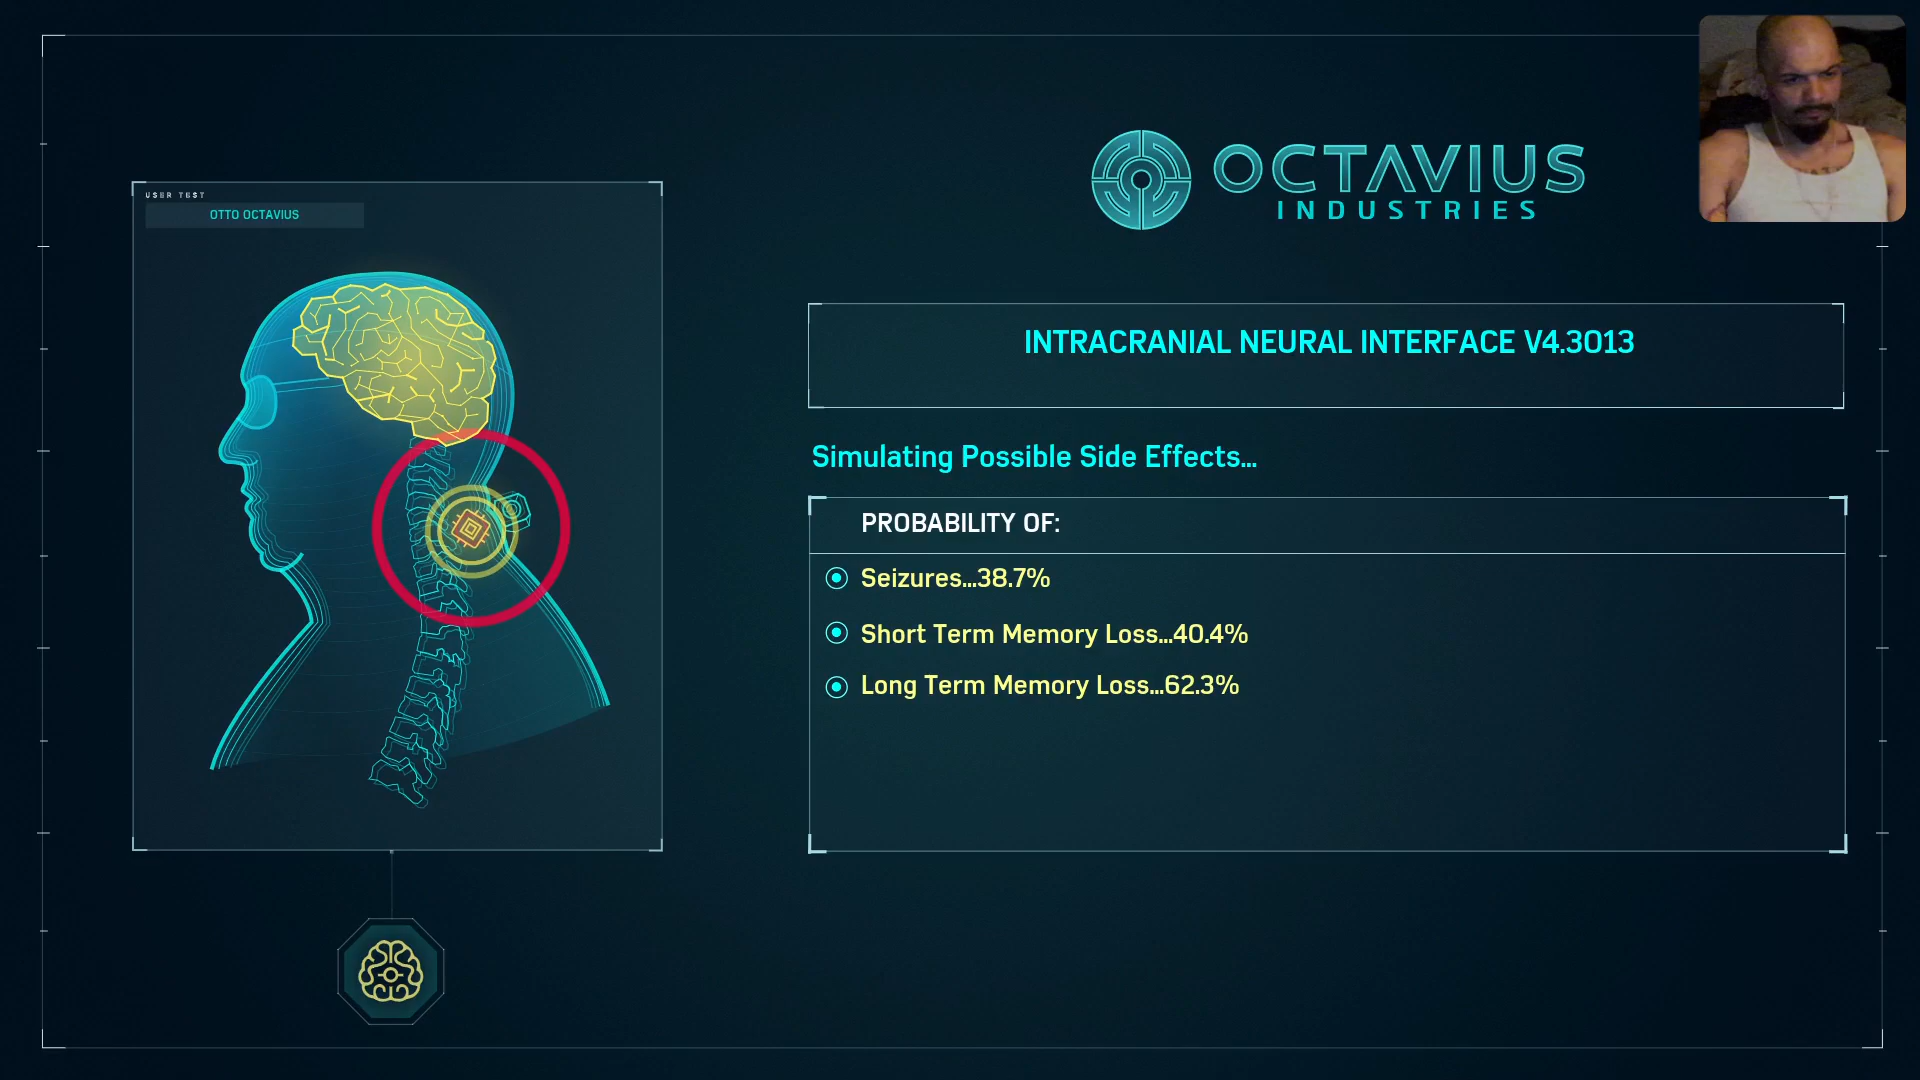 USER TEST
OTTO OCTAVIUS
OCTAVIUS
INDUSTRIES
INTRACRANIAL NEURAL INTERFACE V4.3013
Simulating Possible Side Effects...
PROBABILITY OF:
Seizures...38.7%
Short Term Memory Loss...40.4%
Long Term Memory Loss...62.3%